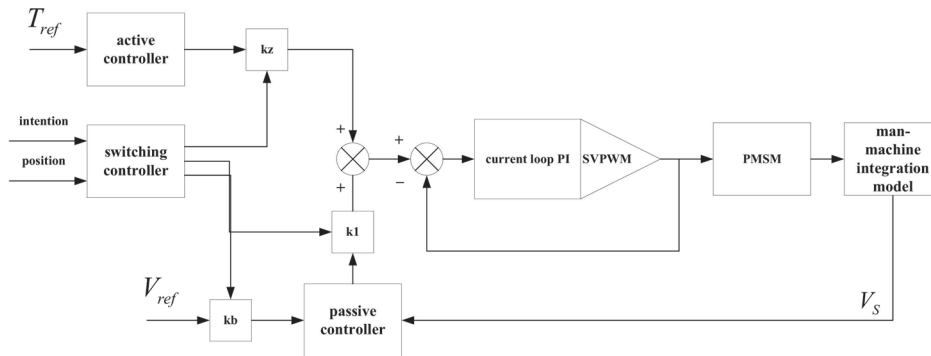 T_ref
active
controller
kz
intention
position
switching
controller
+
+
+
−
current loop PI
SVPWM
PMSM
man-
machine
integration
model
k1
V_ref
kb
passive
controller
V_S